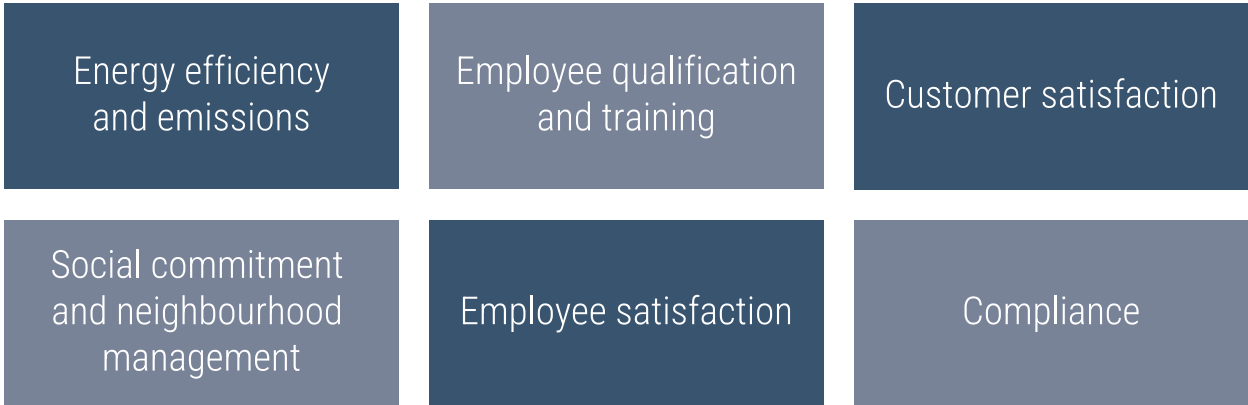 Energy efficiency
and emissions
Employee qualification
and training
Customer satisfaction
Social commitment
and neighbourhood
management
Employee satisfaction
Compliance